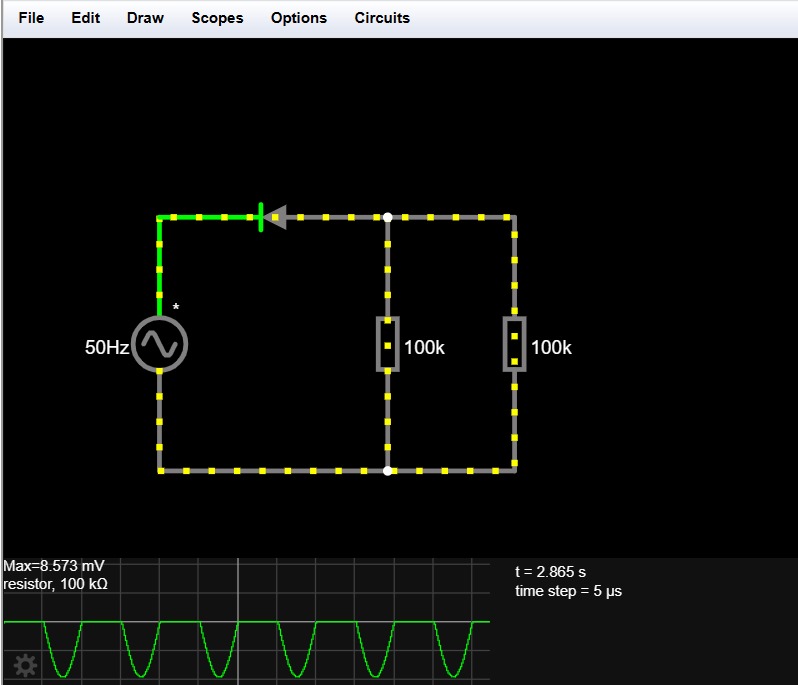 File Edit Draw Scopes Options Circuits
*
50Hz
100k
100k
Max=8.573 mV
resistor, 100 kΩ
t = 2.865 s
time step = 5 µs